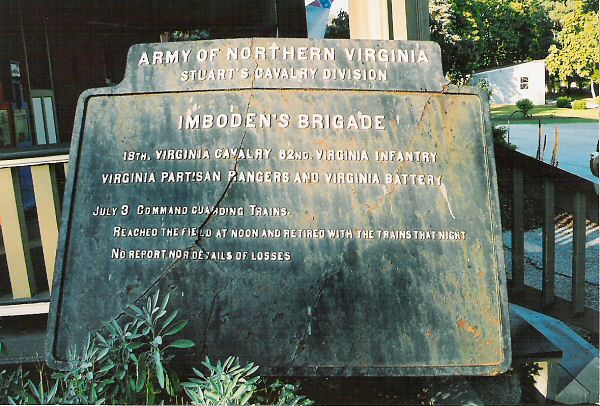 ARMY OF NORTHERN VIRGINIA
STUART'S CAVALRY DIVISION
IMBODEN'S BRIGADE
18TH. VIRGINIA CAVALRY 62ND. VIRGINIA INFANTRY
VIRGINIA PARTISAN RANGERS AND VIRGINIA BATTERY
JULY 3 COMMAND GUARDING TRAINS.
REACHED THE FIELD AT NOON AND RETIRED WITH THE TRAINS THAT NIGHT
NO REPORT NOR DETAILS OF LOSSES